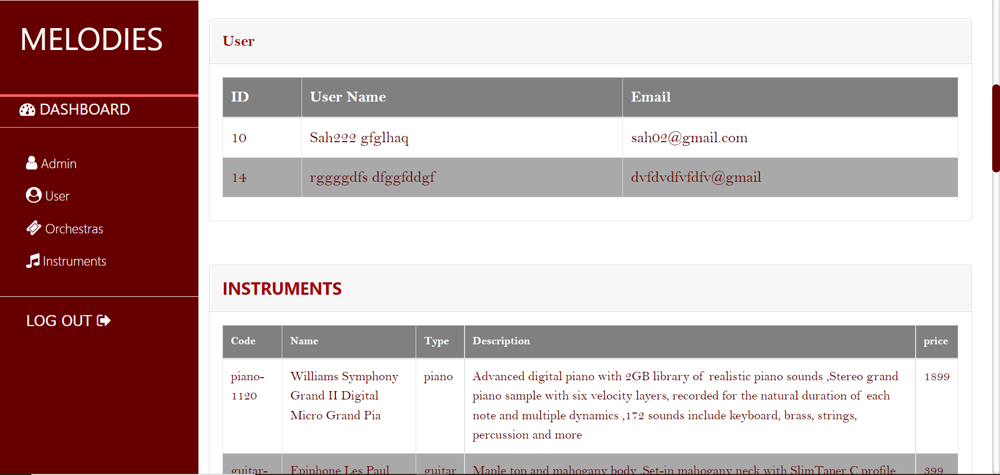 MELODIES
DASHBOARD
Admin
User
Orchestras
Instruments
LOG OUT
User
ID User Name Email
10 Sah222 gfglhaq sah02@gmail.com
14 rggggdfs dfggfddgf dvfdvdfvfdfv@gmail
INSTRUMENTS
Code Name Type Description price
piano- Williams Symphony piano Advanced digital piano with 2GB library of realistic piano sounds ,Stereo grand 1899
1120 Grand II Digital piano sample with six velocity layers, recorded for the natural duration of each
Micro Grand Pia note and multiple dynamics ,172 sounds include keyboard, brass, strings,
percussion and more
guitar- Epiphone Les Paul guitar Maple top and mahogany body ,Set-in mahogany neck with SlimTaper C profile 399